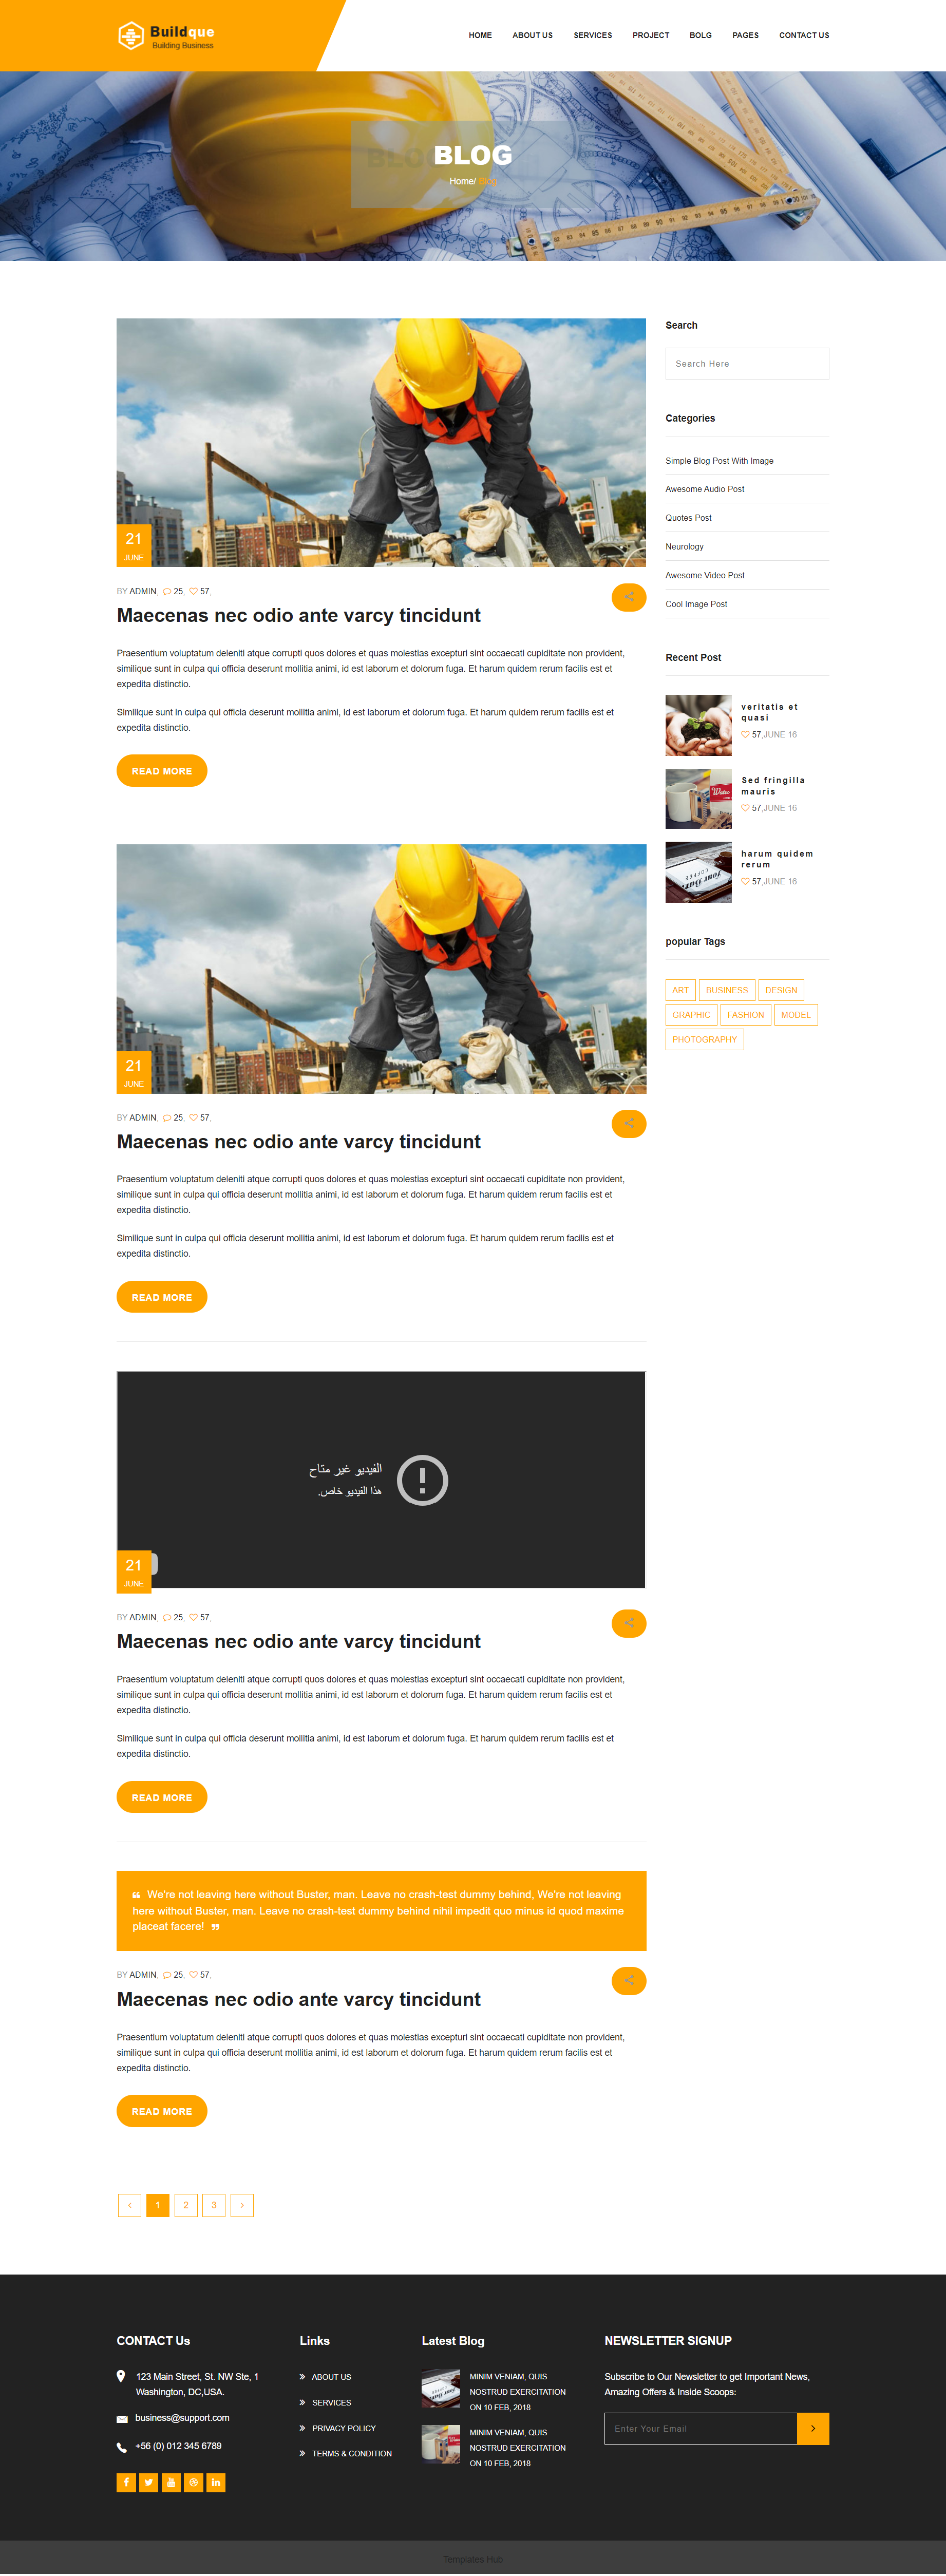 Buildque
Building Business
HOME ABOUT US SERVICES PROJECT BOLG PAGES CONTACT US
BLOG
Home/ Blog
21
JUNE
BY ADMIN, 25, 57,
Maecenas nec odio ante varcy tincidunt
Praesentium voluptatum deleniti atque corrupti quos dolores et quas molestias excepturi sint occaecati cupiditate non provident,
similique sunt in culpa qui officia deserunt mollitia animi, id est laborum et dolorum fuga. Et harum quidem rerum facilis est et
expedita distinctio.
Similique sunt in culpa qui officia deserunt mollitia animi, id est laborum et dolorum fuga. Et harum quidem rerum facilis est et
expedita distinctio.
READ MORE
21
JUNE
BY ADMIN, 25, 57,
Maecenas nec odio ante varcy tincidunt
Praesentium voluptatum deleniti atque corrupti quos dolores et quas molestias excepturi sint occaecati cupiditate non provident,
similique sunt in culpa qui officia deserunt mollitia animi, id est laborum et dolorum fuga. Et harum quidem rerum facilis est et
expedita distinctio.
Similique sunt in culpa qui officia deserunt mollitia animi, id est laborum et dolorum fuga. Et harum quidem rerum facilis est et
expedita distinctio.
READ MORE
الفيديو غير متاح
هذا الفيديو خاص.
21
JUNE
BY ADMIN, 25, 57,
Maecenas nec odio ante varcy tincidunt
Praesentium voluptatum deleniti atque corrupti quos dolores et quas molestias excepturi sint occaecati cupiditate non provident,
similique sunt in culpa qui officia deserunt mollitia animi, id est laborum et dolorum fuga. Et harum quidem rerum facilis est et
expedita distinctio.
Similique sunt in culpa qui officia deserunt mollitia animi, id est laborum et dolorum fuga. Et harum quidem rerum facilis est et
expedita distinctio.
READ MORE
❝ We're not leaving here without Buster, man. Leave no crash-test dummy behind, We're not leaving
here without Buster, man. Leave no crash-test dummy behind nihil impedit quo minus id quod maxime
placeat facere! ❞
BY ADMIN, 25, 57,
Maecenas nec odio ante varcy tincidunt
Praesentium voluptatum deleniti atque corrupti quos dolores et quas molestias excepturi sint occaecati cupiditate non provident,
similique sunt in culpa qui officia deserunt mollitia animi, id est laborum et dolorum fuga. Et harum quidem rerum facilis est et
expedita distinctio.
READ MORE
‹ 1 2 3 ›
Search
Search Here
Categories
Simple Blog Post With Image
Awesome Audio Post
Quotes Post
Neurology
Awesome Video Post
Cool Image Post
Recent Post
veritatis et
quasi
57,JUNE 16
Sed fringilla
mauris
57,JUNE 16
harum quidem
rerum
57,JUNE 16
popular Tags
ART BUSINESS DESIGN
GRAPHIC FASHION MODEL
PHOTOGRAPHY
CONTACT Us
123 Main Street, St. NW Ste, 1
Washington, DC,USA.
business@support.com
+56 (0) 012 345 6789
Links
ABOUT US
SERVICES
PRIVACY POLICY
TERMS & CONDITION
Latest Blog
MINIM VENIAM, QUIS
NOSTRUD EXERCITATION
ON 10 FEB, 2018
MINIM VENIAM, QUIS
NOSTRUD EXERCITATION
ON 10 FEB, 2018
NEWSLETTER SIGNUP
Subscribe to Our Newsletter to get Important News,
Amazing Offers & Inside Scoops:
Enter Your Email
Templates Hub